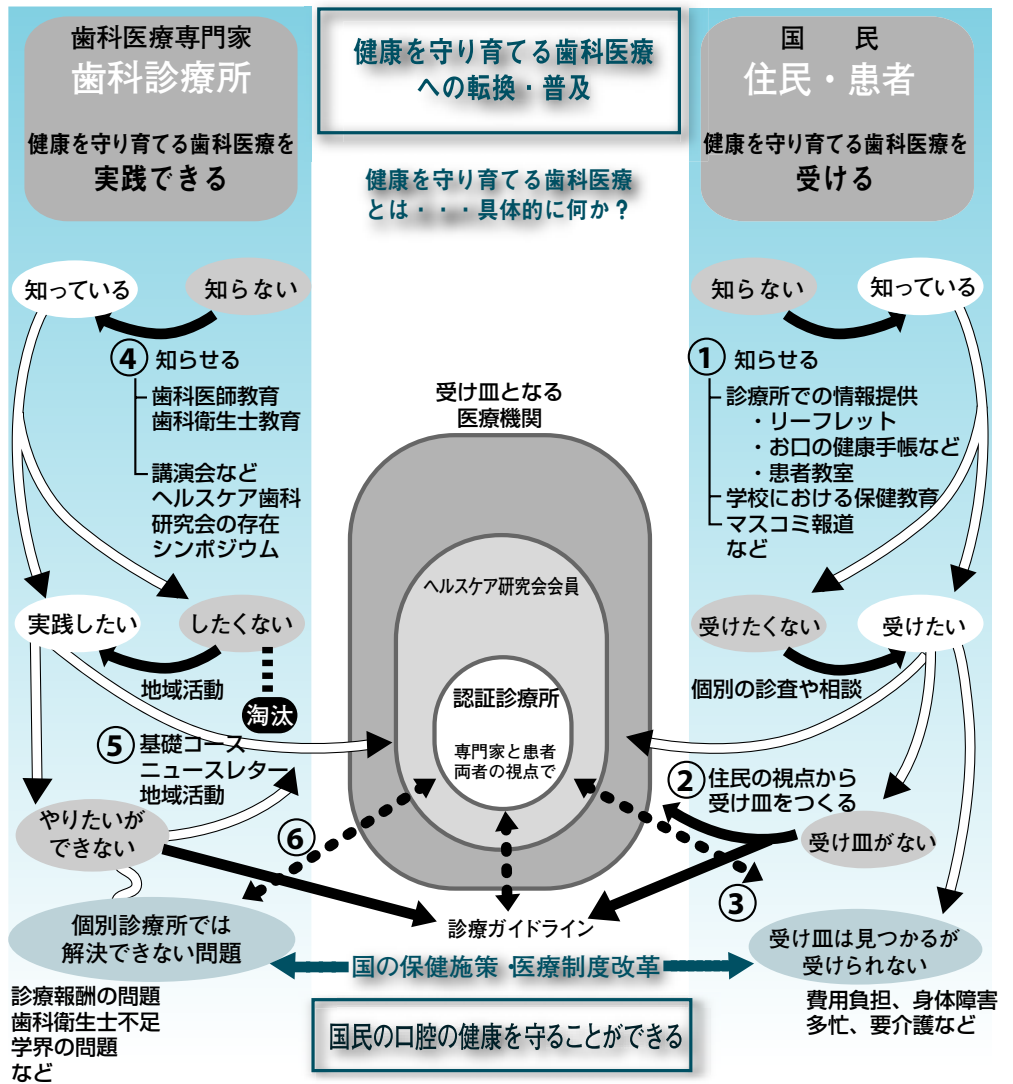 歯科医療専門家
歯科診療所
健康を守り育てる歯科医療を
実践できる
健康を守り育てる歯科医療
への転換・普及
国　民
住民・患者
健康を守り育てる歯科医療を
受ける
健康を守り育てる歯科医療
とは・・・具体的に何か？
知っている
知らない
④ 知らせる
歯科医師教育
歯科衛生士教育
講演会など
ヘルスケア歯科
研究会の存在
シンポジウム
実践したい
したくない
地域活動
淘汰
⑤ 基礎コース
ニュースレター
地域活動
やりたいが
できない
⑥
個別診療所では
解決できない問題
診療報酬の問題
歯科衛生士不足
学界の問題
など
受け皿となる
医療機関
ヘルスケア研究会会員
認証診療所
専門家と患者
両者の視点で
診療ガイドライン
国の保健施策・医療制度改革
国民の口腔の健康を守ることができる
知らない
知っている
① 知らせる
診療所での情報提供
・リーフレット
・お口の健康手帳など
・患者教室
学校における保健教育
マスコミ報道
など
受けたくない
受けたい
個別の診査や相談
② 住民の視点から
受け皿をつくる
受け皿がない
③
受け皿は見つかるが
受けられない
費用負担、身体障害
多忙、要介護など